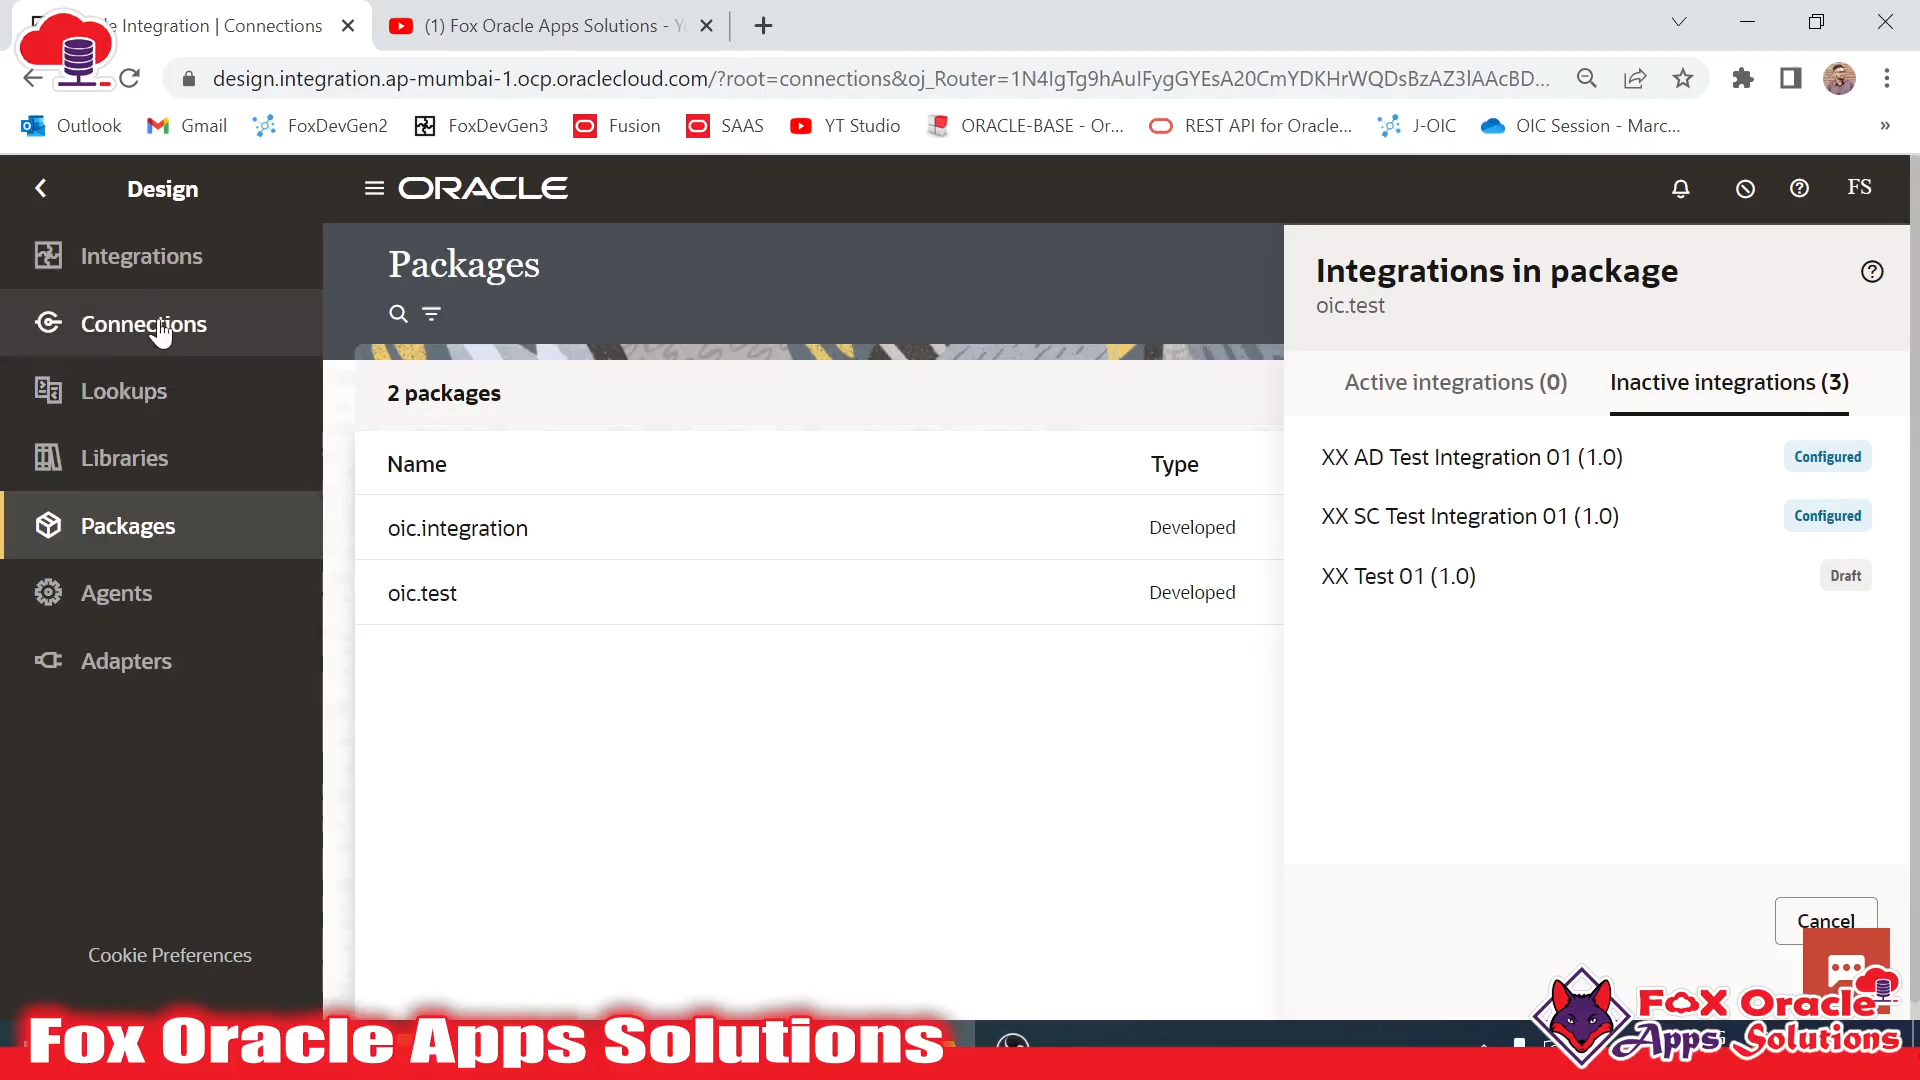 le Integration | Connections
(1) Fox Oracle Apps Solutions - Y
design.integration.ap-mumbai-1.ocp.oraclecloud.com/?root=connections&oj_Router=1N4IgTg9hAuIFygGYEsA20CmYDKHrWQDsBzAZ3lAAcBD...
Outlook Gmail FoxDevGen2 FoxDevGen3 Fusion SAAS YT Studio ORACLE-BASE - Or... REST API for Oracle... J-OIC OIC Session - Marc... »
Design
ORACLE
FS
Integrations
Connections
Lookups
Libraries
Packages
Agents
Adapters
Cookie Preferences
Packages
2 packages
Name Type
oic.integration Developed
oic.test Developed
Integrations in package
oic.test
Active integrations (0) Inactive integrations (3)
XX AD Test Integration 01 (1.0) Configured
XX SC Test Integration 01 (1.0) Configured
XX Test 01 (1.0) Draft
Cancel
Fox Oracle Apps Solutions
Fox Oracle
Apps Solutions